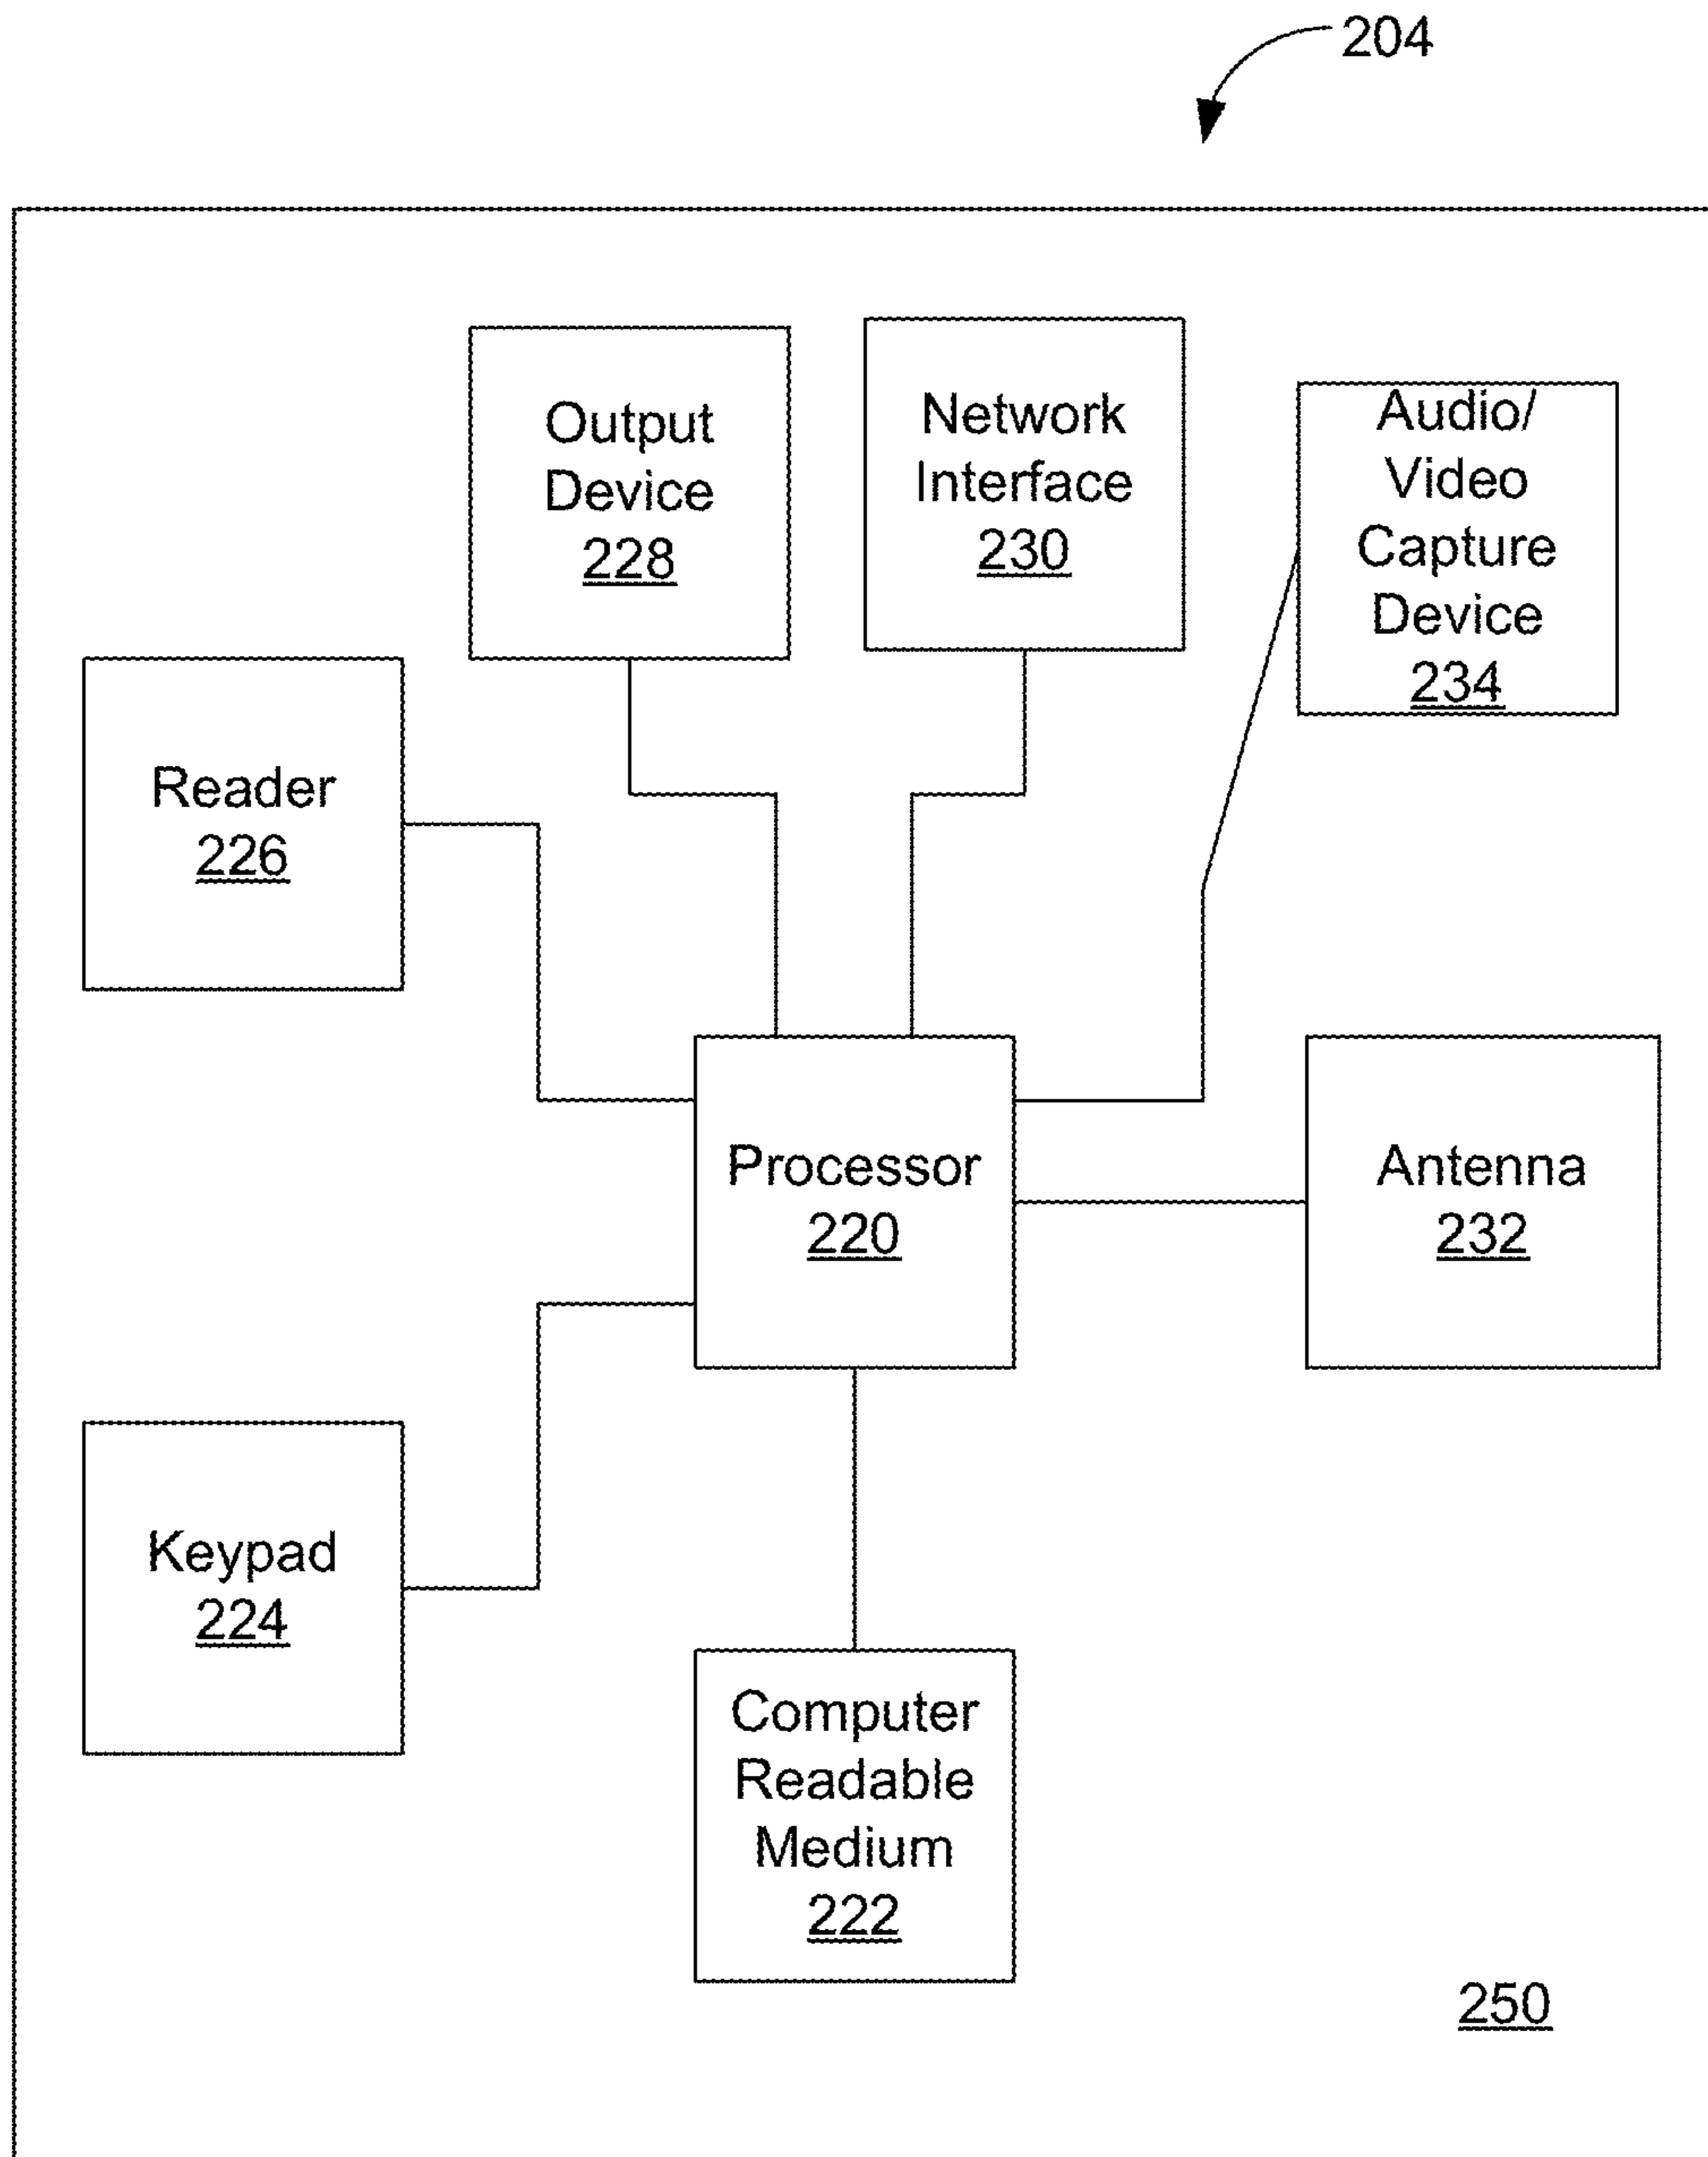 204
Output
Device
228
Network
Interface
230
Audio/
Video
Capture
Device
234
Reader
226
Processor
220
Antenna
232
Keypad
224
Computer
Readable
Medium
222
250